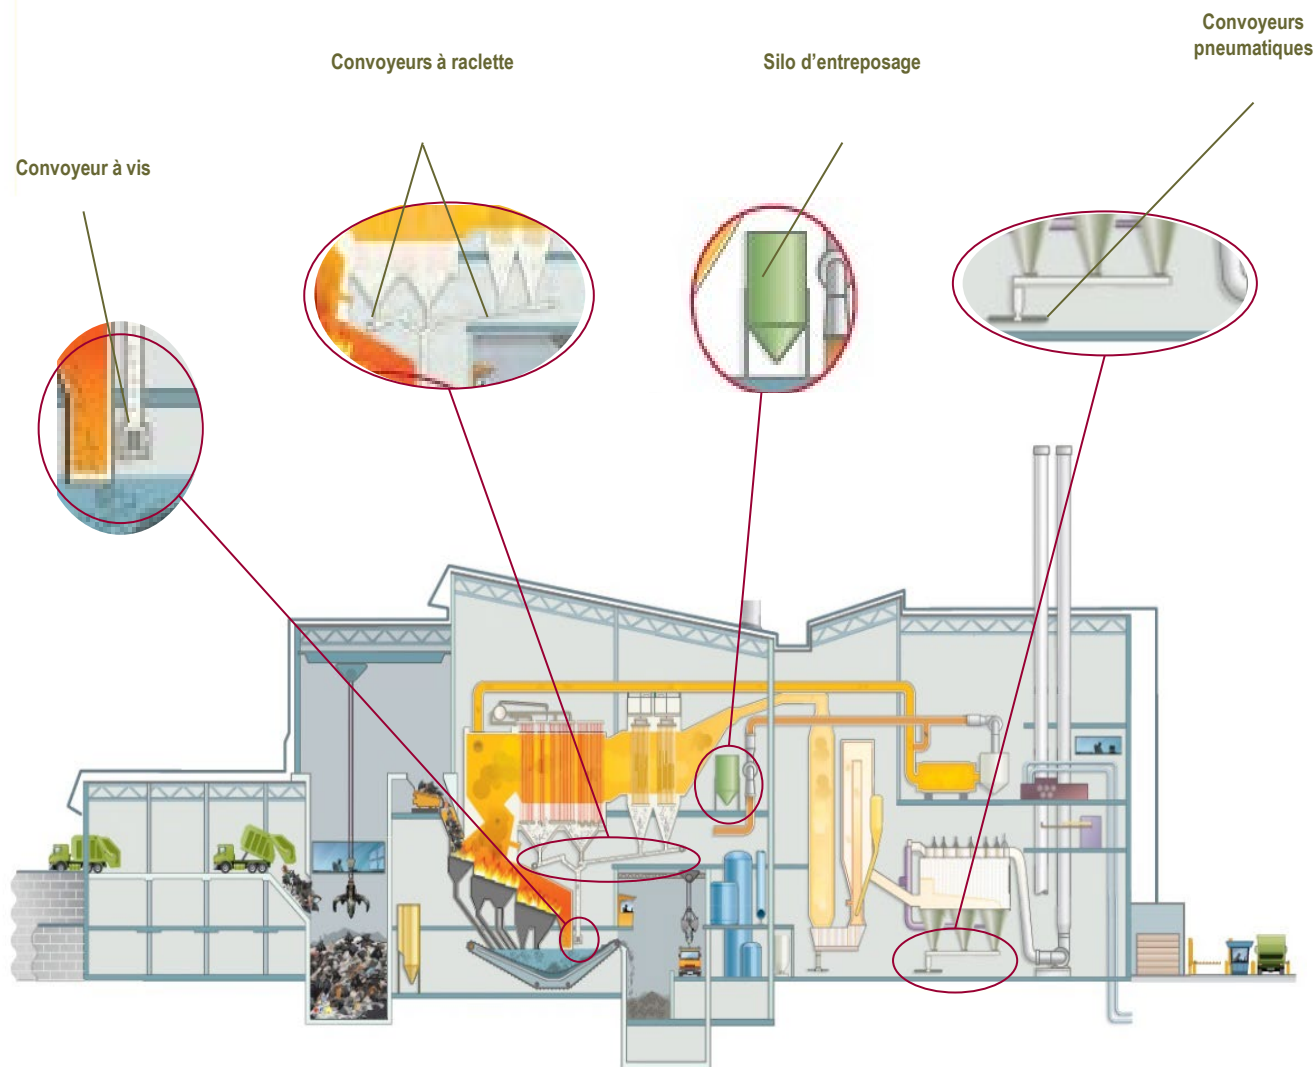 Convoyeurs
pneumatiques
Convoyeurs à raclette
Silo d'entreposage
Convoyeur à vis